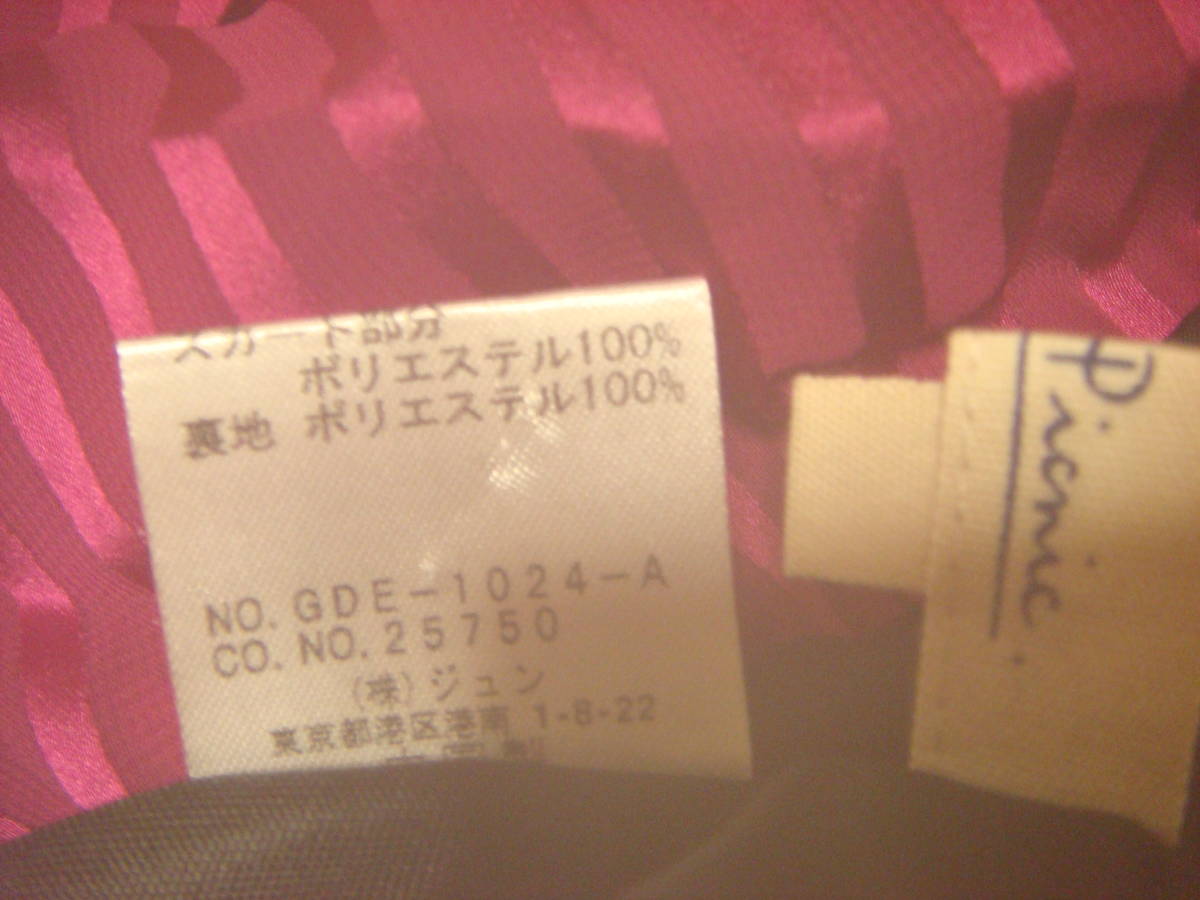 スカート部分
ポリエステル100%
裏地 ポリエステル100%
NO. GDE-1024-A
CO. NO. 25750
(株)ジュン
東京都港区港南 1-8-22
Picnic.